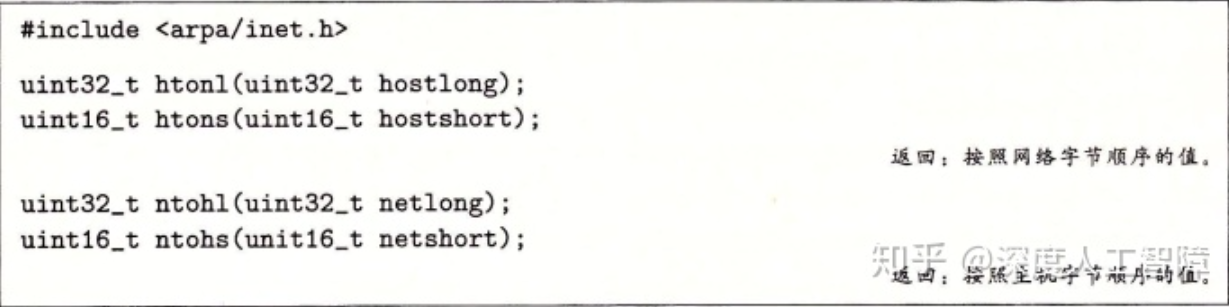 #include <arpa/inet.h>
uint32_t htonl(uint32_t hostlong);
uint16_t htons(uint16_t hostshort);
返回：按照网络字节顺序的值。
uint32_t ntohl(uint32_t netlong);
uint16_t ntohs(unit16_t netshort);
知乎 @深度人工智障
返回：按照主机字节顺序的值。